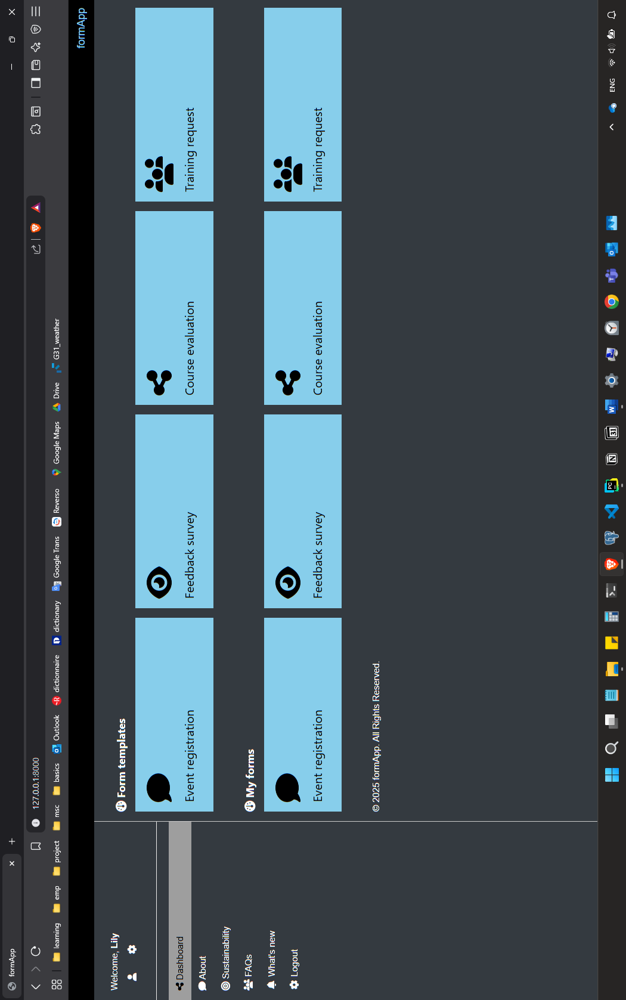 formApp
127.0.0.1:8000
learning
emp
project
msc
basics
Outlook
dictionnaire
dictionary
Google Trans
Reverso
Google Maps
Drive
G31_weather
formApp
Welcome, Lily
Dashboard
About
Sustainability
FAQs
What's new
Logout
Form templates
Event registration
Feedback survey
Course evaluation
Training request
My forms
Event registration
Feedback survey
Course evaluation
Training request
© 2025 formApp. All Rights Reserved.
ENG